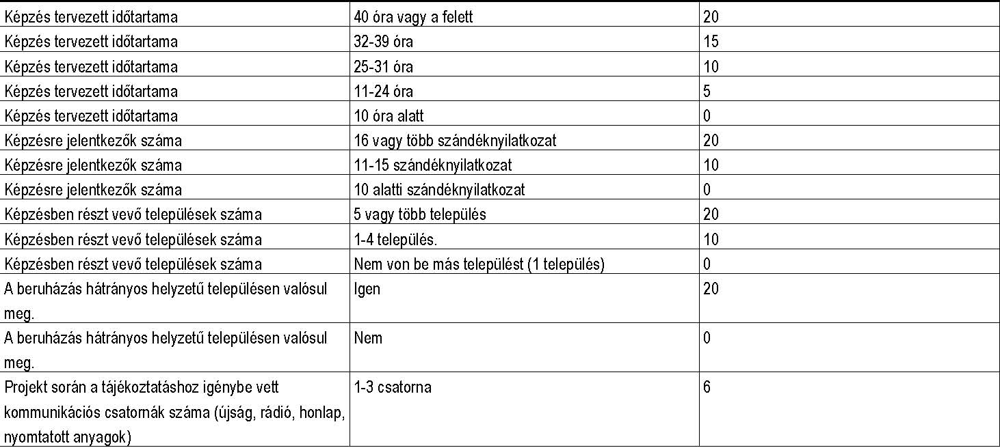 Képzés tervezett időtartama 40 óra vagy a felett 20
Képzés tervezett időtartama 32-39 óra 15
Képzés tervezett időtartama 25-31 óra 10
Képzés tervezett időtartama 11-24 óra 5
Képzés tervezett időtartama 10 óra alatt 0
Képzésre jelentkezők száma 16 vagy több szándéknyilatkozat 20
Képzésre jelentkezők száma 11-15 szándéknyilatkozat 10
Képzésre jelentkezők száma 10 alatti szándéknyilatkozat 0
Képzésben részt vevő települések száma 5 vagy több település 20
Képzésben részt vevő települések száma 1-4 település. 10
Képzésben részt vevő települések száma Nem von be más települést (1 település) 0
A beruházás hátrányos helyzetű településen valósul Igen 20
meg.
A beruházás hátrányos helyzetű településen valósul Nem 0
meg.
Projekt során a tájékoztatáshoz igénybe vett 1-3 csatorna 6
kommunikációs csatornák száma (újság, rádió, honlap,
nyomtatott anyagok)